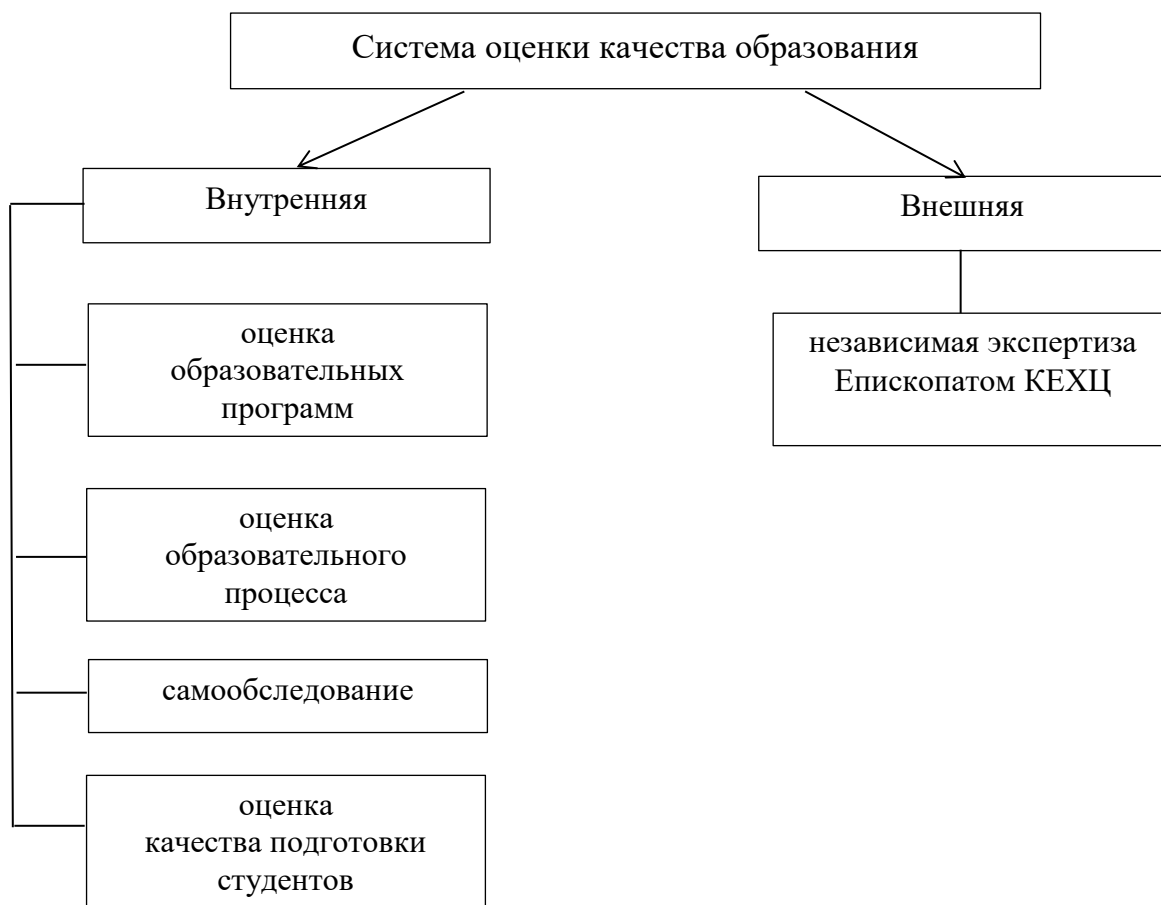 Система оценки качества образования
Внутренняя
Внешняя
оценка
образовательных
программ
независимая экспертиза
Епископатом КЕХЦ
оценка
образовательного
процесса
самообследование
оценка
качества подготовки
студентов